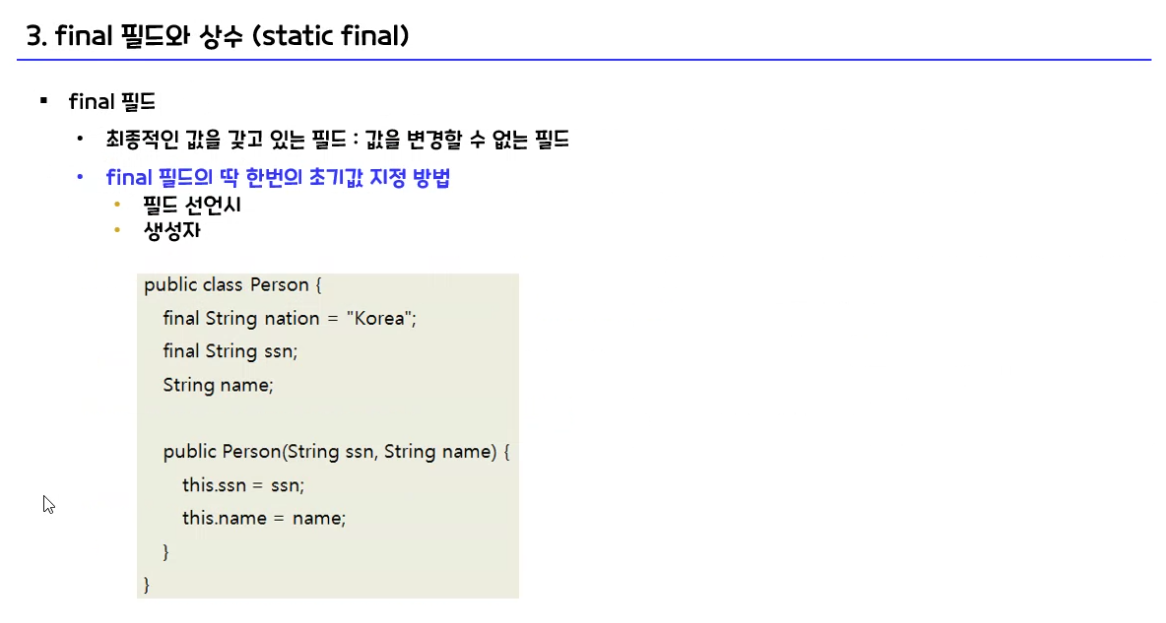 3. final 필드와 상수 (static final)
▪ final 필드
• 최종적인 값을 갖고 있는 필드 : 값을 변경할 수 없는 필드
• final 필드의 딱 한번의 초기값 지정 방법
• 필드 선언시
• 생성자
public class Person {
final String nation = "Korea";
final String ssn;
String name;
public Person(String ssn, String name) {
this.ssn = ssn;
this.name = name;
}
}